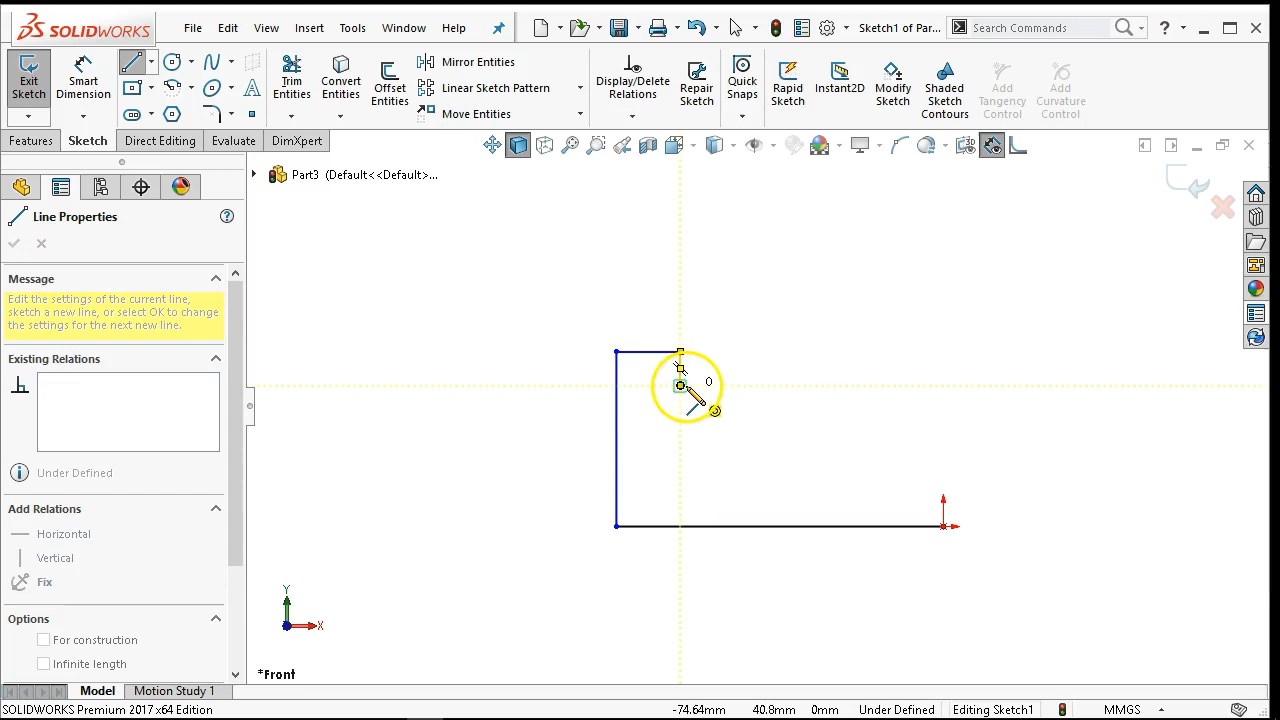 SOLIDWORKS
File
Edit
View
Insert
Tools
Window
Help
Sketch1 of Par...
Search Commands
?
Exit Sketch
Smart Dimension
Trim Entities
Convert Entities
Offset Entities
Mirror Entities
Linear Sketch Pattern
Move Entities
Display/Delete Relations
Repair Sketch
Quick Snaps
Rapid Sketch
Instant2D
Modify Sketch
Shaded Sketch Contours
Add Tangency Control
Add Curvature Control
Features
Sketch
Direct Editing
Evaluate
DimXpert
Part3 (Default<<Default>...
Line Properties
?
Message
Edit the settings of the current line,
sketch a new line, or select OK to change
the settings for the next new line.
Existing Relations
Under Defined
Add Relations
Horizontal
Vertical
Fix
Options
For construction
Infinite length
0
Y
X
*Front
Model
Motion Study 1
SOLIDWORKS Premium 2017 x64 Edition
-74.64mm
40.8mm
0mm
Under Defined
Editing Sketch1
MMGS